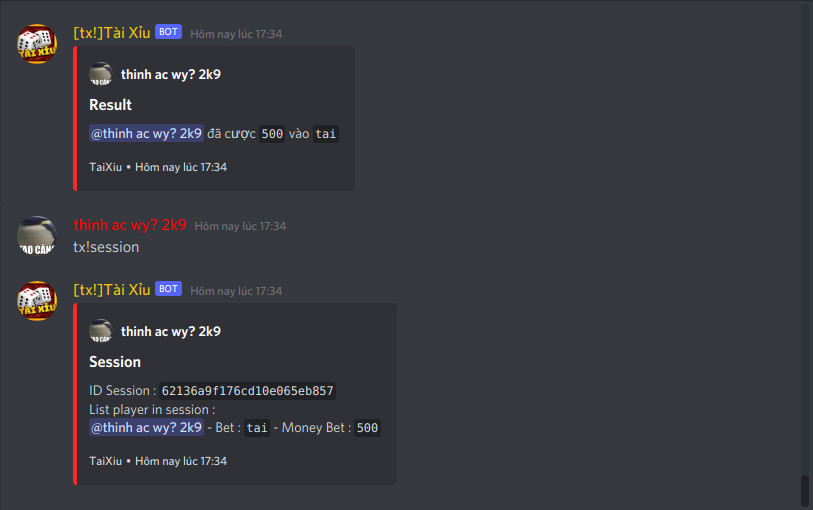 [tx!]Tài Xỉu BOT Hôm nay lúc 17:34
TÀI XỈU
thinh ac wy? 2k9
Result
@thinh ac wy? 2k9 đã cược 500 vào tai
TaiXiu • Hôm nay lúc 17:34
thinh ac wy? 2k9 Hôm nay lúc 17:34
tx!session
[tx!]Tài Xỉu BOT Hôm nay lúc 17:34
TÀI XỈU
thinh ac wy? 2k9
Session
ID Session : 62136a9f176cd10e065eb857
List player in session :
@thinh ac wy? 2k9 - Bet : tai - Money Bet : 500
TaiXiu • Hôm nay lúc 17:34